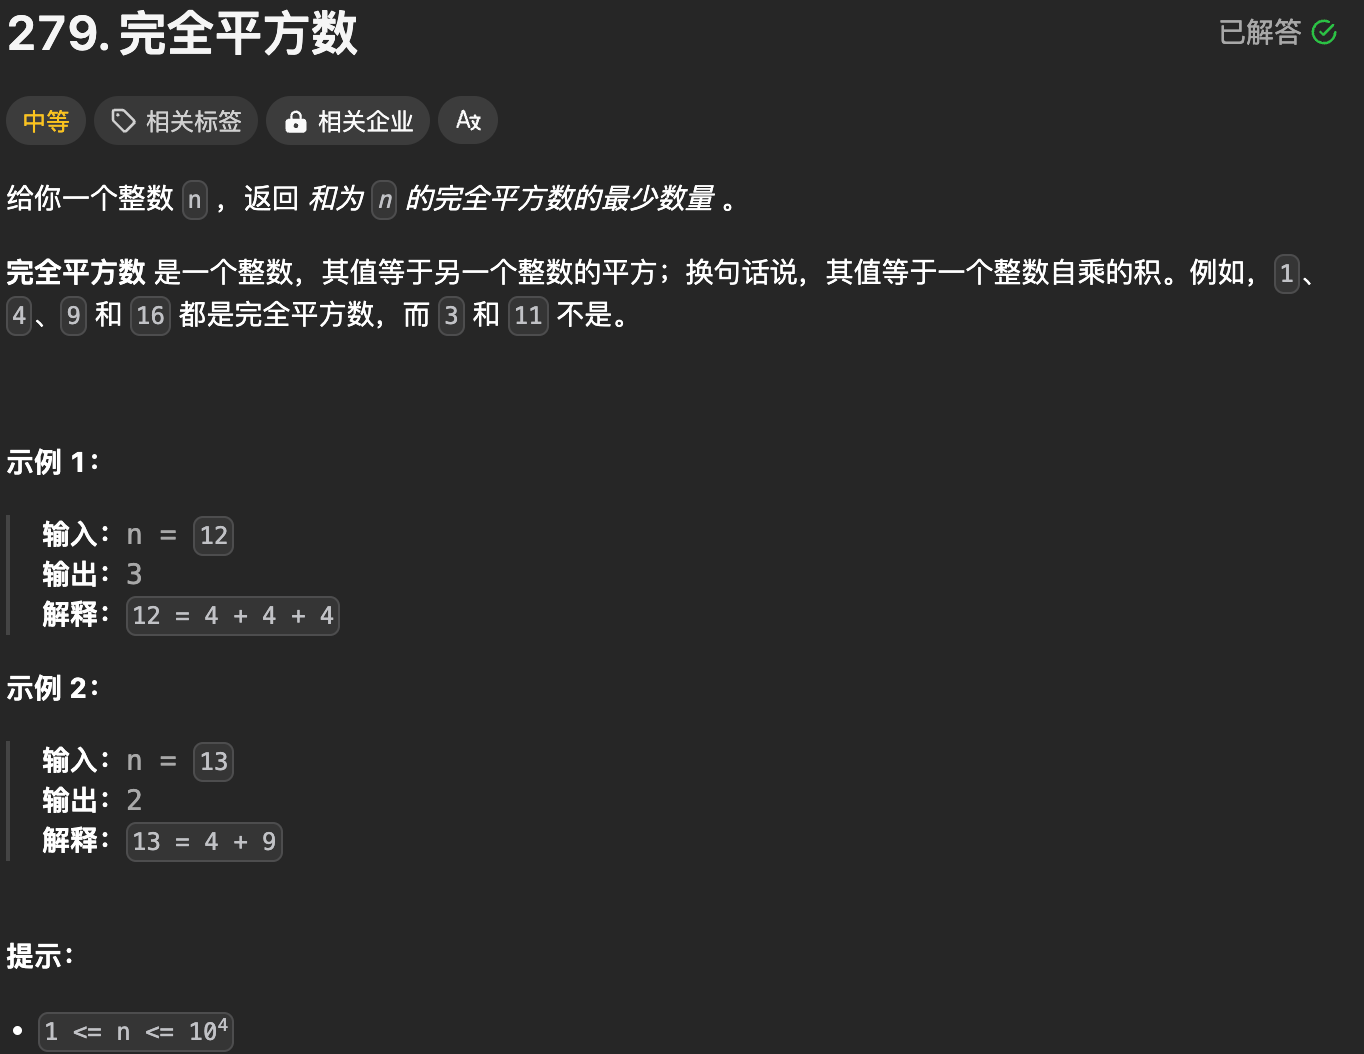 279. 完全平方数
已解答
中等 相关标签 相关企业
给你一个整数 n ，返回 和为 n 的完全平方数的最少数量 。
完全平方数 是一个整数，其值等于另一个整数的平方；换句话说，其值等于一个整数自乘的积。例如，1、
4、9 和 16 都是完全平方数，而 3 和 11 不是。
示例 1：
输入：n = 12
输出：3
解释：12 = 4 + 4 + 4
示例 2：
输入：n = 13
输出：2
解释：13 = 4 + 9
提示：
• 1 <= n <= 10⁴